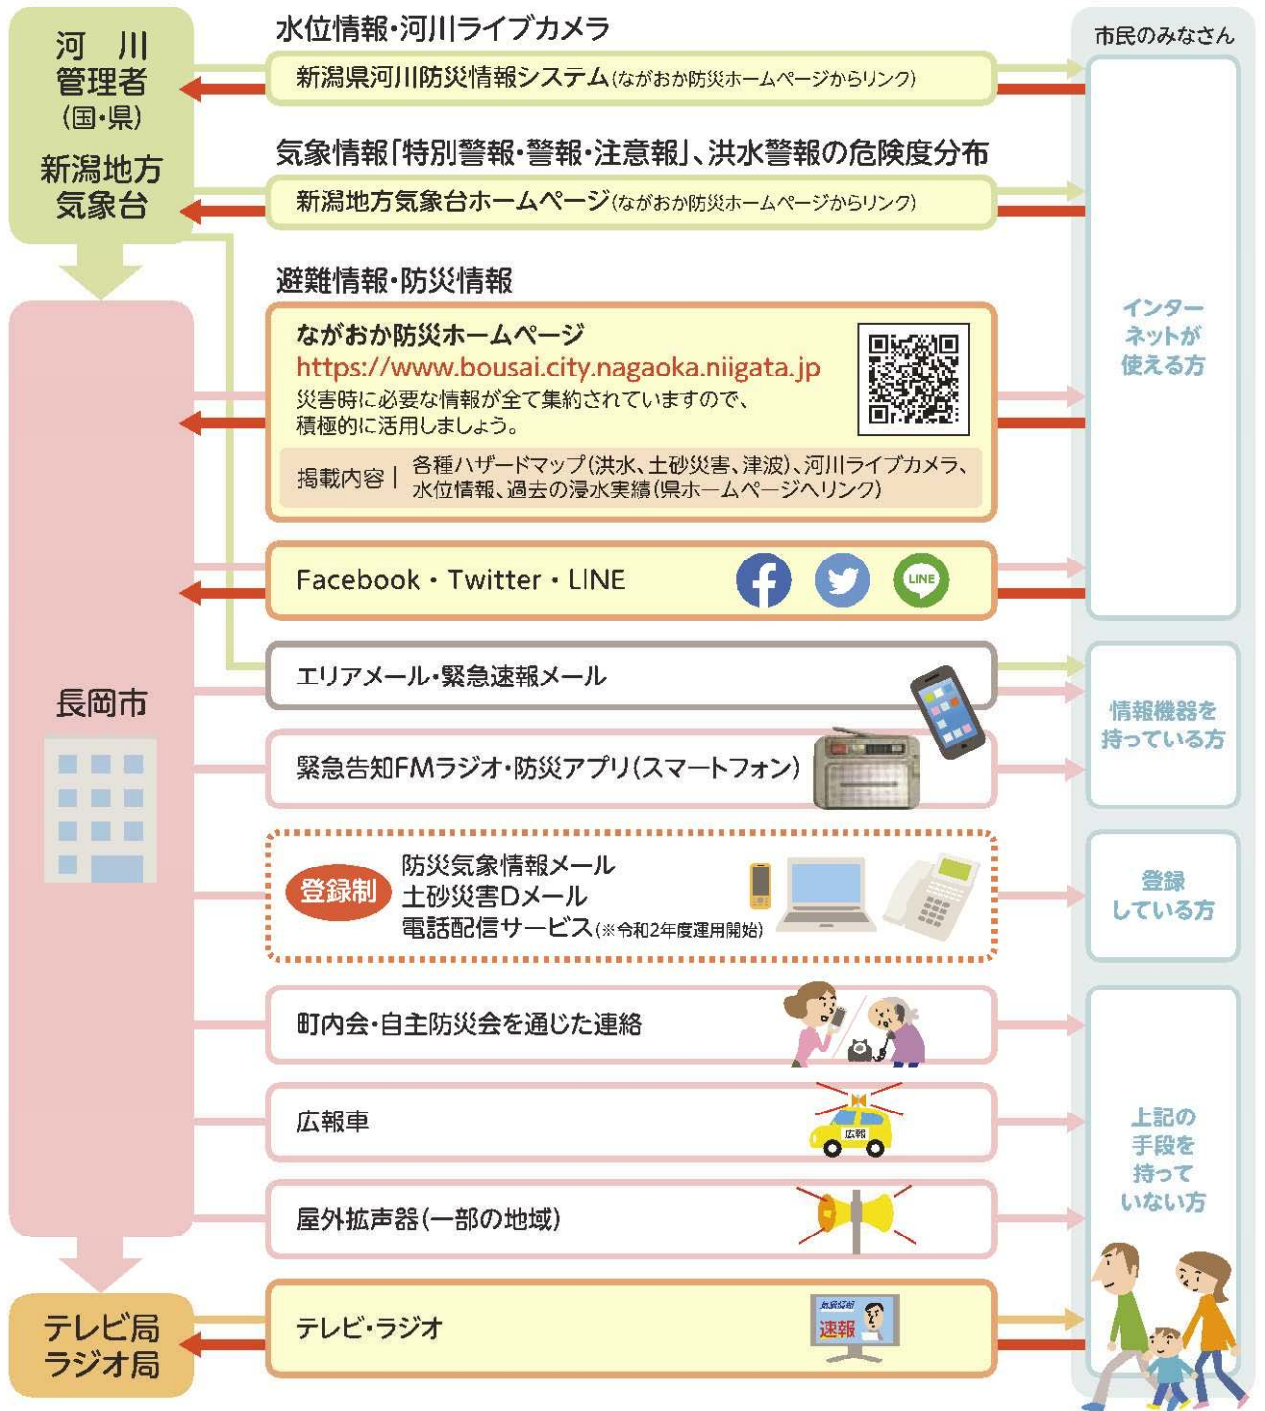 河　川
管理者
(国・県)
新潟地方
気象台
水位情報・河川ライブカメラ
新潟県河川防災情報システム(ながおか防災ホームページからリンク)
気象情報「特別警報・警報・注意報」、洪水警報の危険度分布
新潟地方気象台ホームページ(ながおか防災ホームページからリンク)
避難情報・防災情報
ながおか防災ホームページ
https://www.bousai.city.nagaoka.niigata.jp
災害時に必要な情報が全て集約されていますので、
積極的に活用しましょう。
掲載内容
各種ハザードマップ(洪水、土砂災害、津波)、河川ライブカメラ、
水位情報、過去の浸水実績(県ホームページへリンク)
Facebook・Twitter・LINE
LINE
長岡市
エリアメール・緊急速報メール
緊急告知FMラジオ・防災アプリ(スマートフォン)
登録制
防災気象情報メール
土砂災害Dメール
電話配信サービス(※令和2年度運用開始)
町内会・自主防災会を通じた連絡
広報車
広報
屋外拡声器(一部の地域)
テレビ局
ラジオ局
テレビ・ラジオ
気象情報
速報
市民のみなさん
インター
ネットが
使える方
情報機器を
持っている方
登録
している方
上記の
手段を
持って
いない方